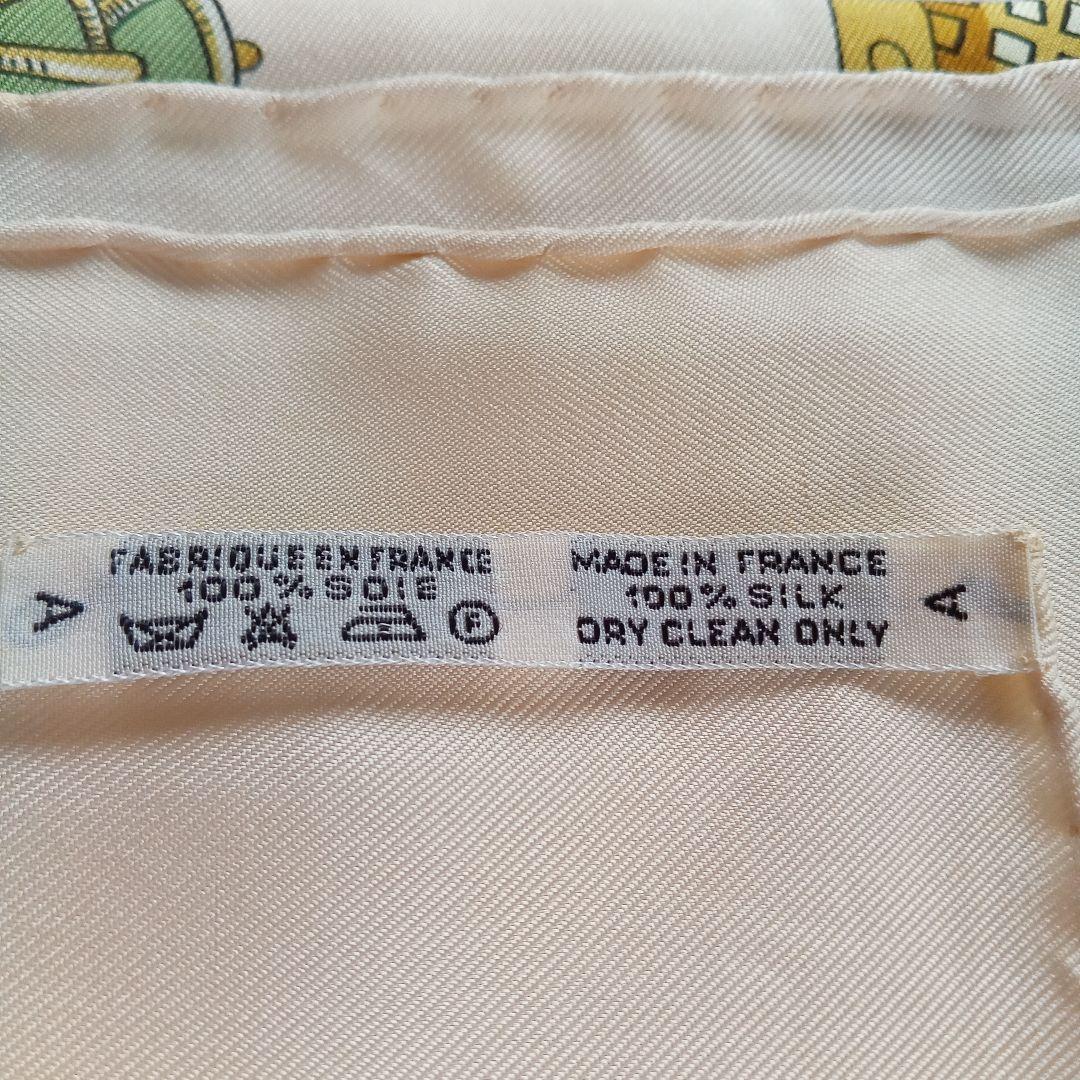 FABRIQUE EN FRANCE
100% SOIE
F
MADE IN FRANCE
100% SILK
DRY CLEAN ONLY
A
A